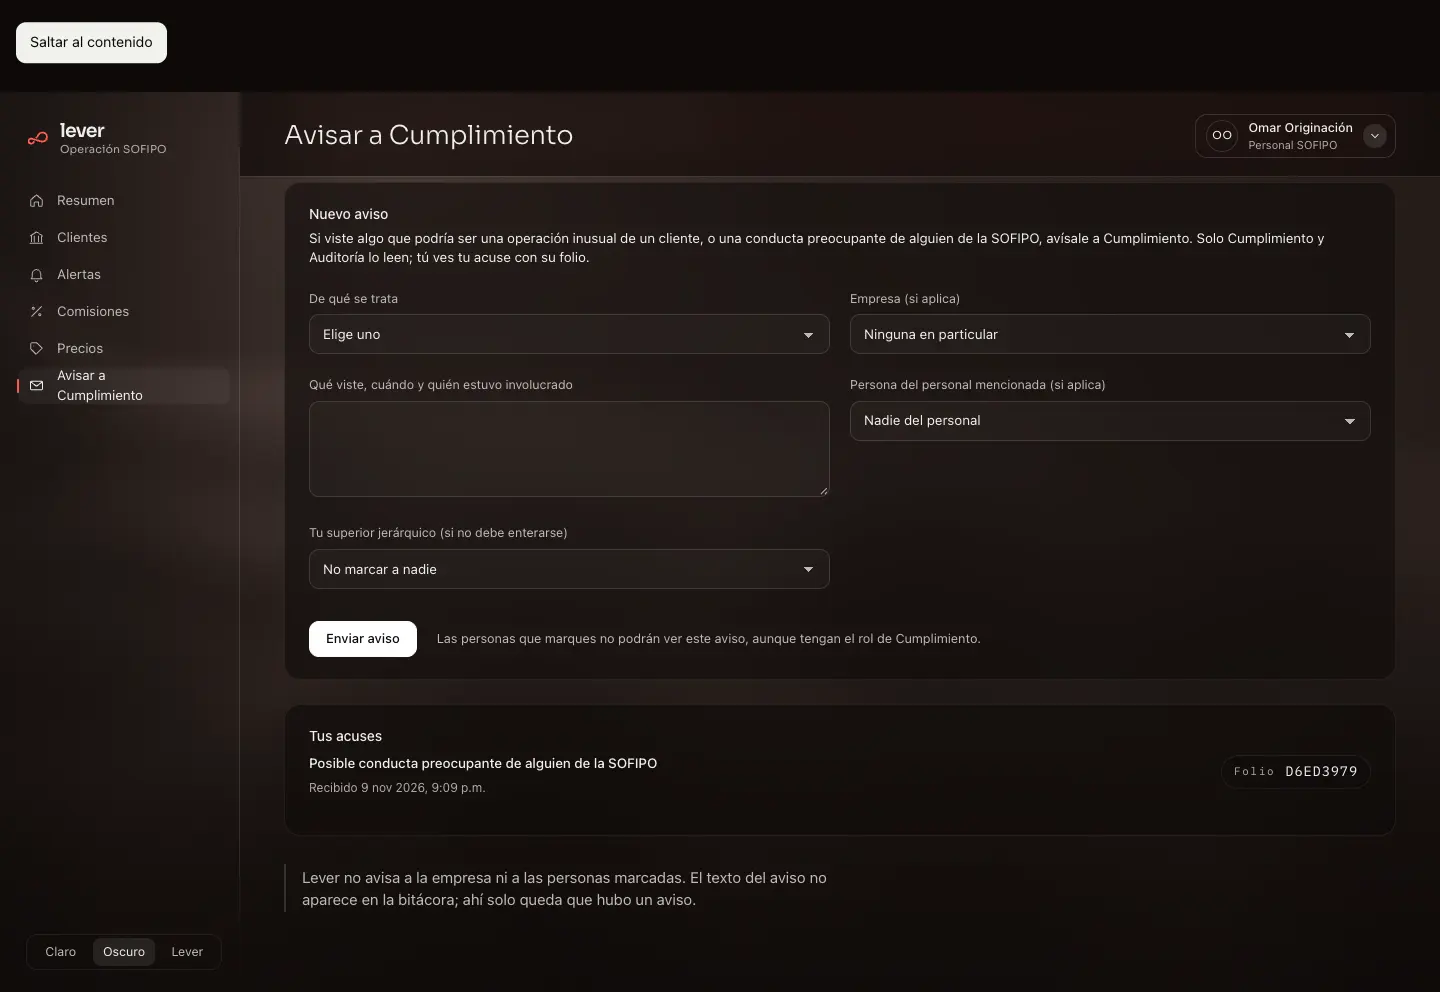 Saltar al contenido
lever
Operación SOFIPO
Resumen
Clientes
Alertas
Comisiones
Precios
Avisar a
Cumplimiento
Claro
Oscuro
Lever
Avisar a Cumplimiento
OO
Omar Originación
Personal SOFIPO
Nuevo aviso
Si viste algo que podría ser una operación inusual de un cliente, o una conducta preocupante de alguien de la SOFIPO, avísale a Cumplimiento. Solo Cumplimiento y
Auditoría lo leen; tú ves tu acuse con su folio.
De qué se trata
Elige uno
Empresa (si aplica)
Ninguna en particular
Qué viste, cuándo y quién estuvo involucrado
Persona del personal mencionada (si aplica)
Nadie del personal
Tu superior jerárquico (si no debe enterarse)
No marcar a nadie
Enviar aviso
Las personas que marques no podrán ver este aviso, aunque tengan el rol de Cumplimiento.
Tus acuses
Posible conducta preocupante de alguien de la SOFIPO
Recibido 9 nov 2026, 9:09 p.m.
Folio D6ED3979
Lever no avisa a la empresa ni a las personas marcadas. El texto del aviso no
aparece en la bitácora; ahí solo queda que hubo un aviso.